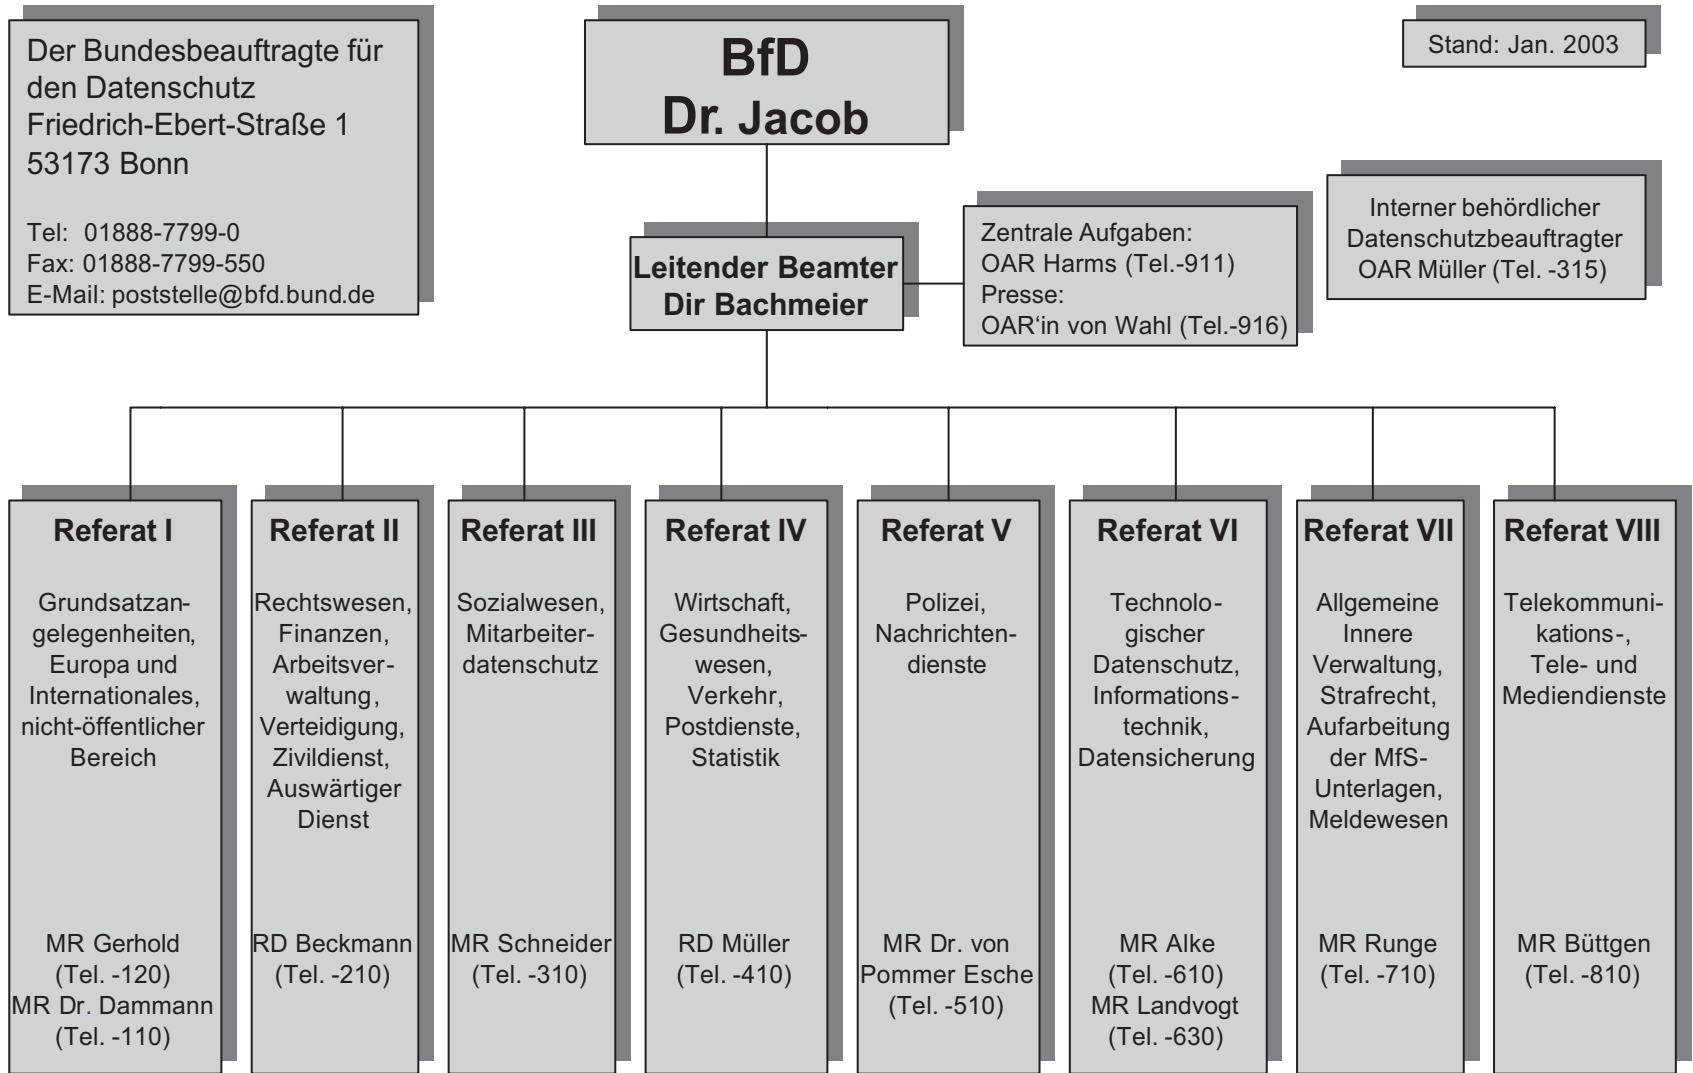 Der Bundesbeauftragte für
den Datenschutz
Friedrich-Ebert-Straße 1
53173 Bonn
Tel: 01888-7799-0
Fax: 01888-7799-550
E-Mail: poststelle@bfd.bund.de
BfD
Dr. Jacob
Stand: Jan. 2003
Leitender Beamter
Dir Bachmeier
Zentrale Aufgaben:
OAR Harms (Tel.-911)
Presse:
OAR‘in von Wahl (Tel.-916)
Interner behördlicher
Datenschutzbeauftragter
OAR Müller (Tel. -315)
Referat I
Grundsatzan-
gelegenheiten,
Europa und
Internationales,
nicht-öffentlicher
Bereich
MR Gerhold
(Tel. -120)
MR Dr. Dammann
(Tel. -110)
Referat II
Rechtswesen,
Finanzen,
Arbeitsver-
waltung,
Verteidigung,
Zivildienst,
Auswärtiger
Dienst
RD Beckmann
(Tel. -210)
Referat III
Sozialwesen,
Mitarbeiter-
datenschutz
MR Schneider
(Tel. -310)
Referat IV
Wirtschaft,
Gesundheits-
wesen,
Verkehr,
Postdienste,
Statistik
RD Müller
(Tel. -410)
Referat V
Polizei,
Nachrichten-
dienste
MR Dr. von
Pommer Esche
(Tel. -510)
Referat VI
Technolo-
gischer
Datenschutz,
Informations-
technik,
Datensicherung
MR Alke
(Tel. -610)
MR Landvogt
(Tel. -630)
Referat VII
Allgemeine
Innere
Verwaltung,
Strafrecht,
Aufarbeitung
der MfS-
Unterlagen,
Meldewesen
MR Runge
(Tel. -710)
Referat VIII
Telekommuni-
kations-,
Tele- und
Mediendienste
MR Büttgen
(Tel. -810)